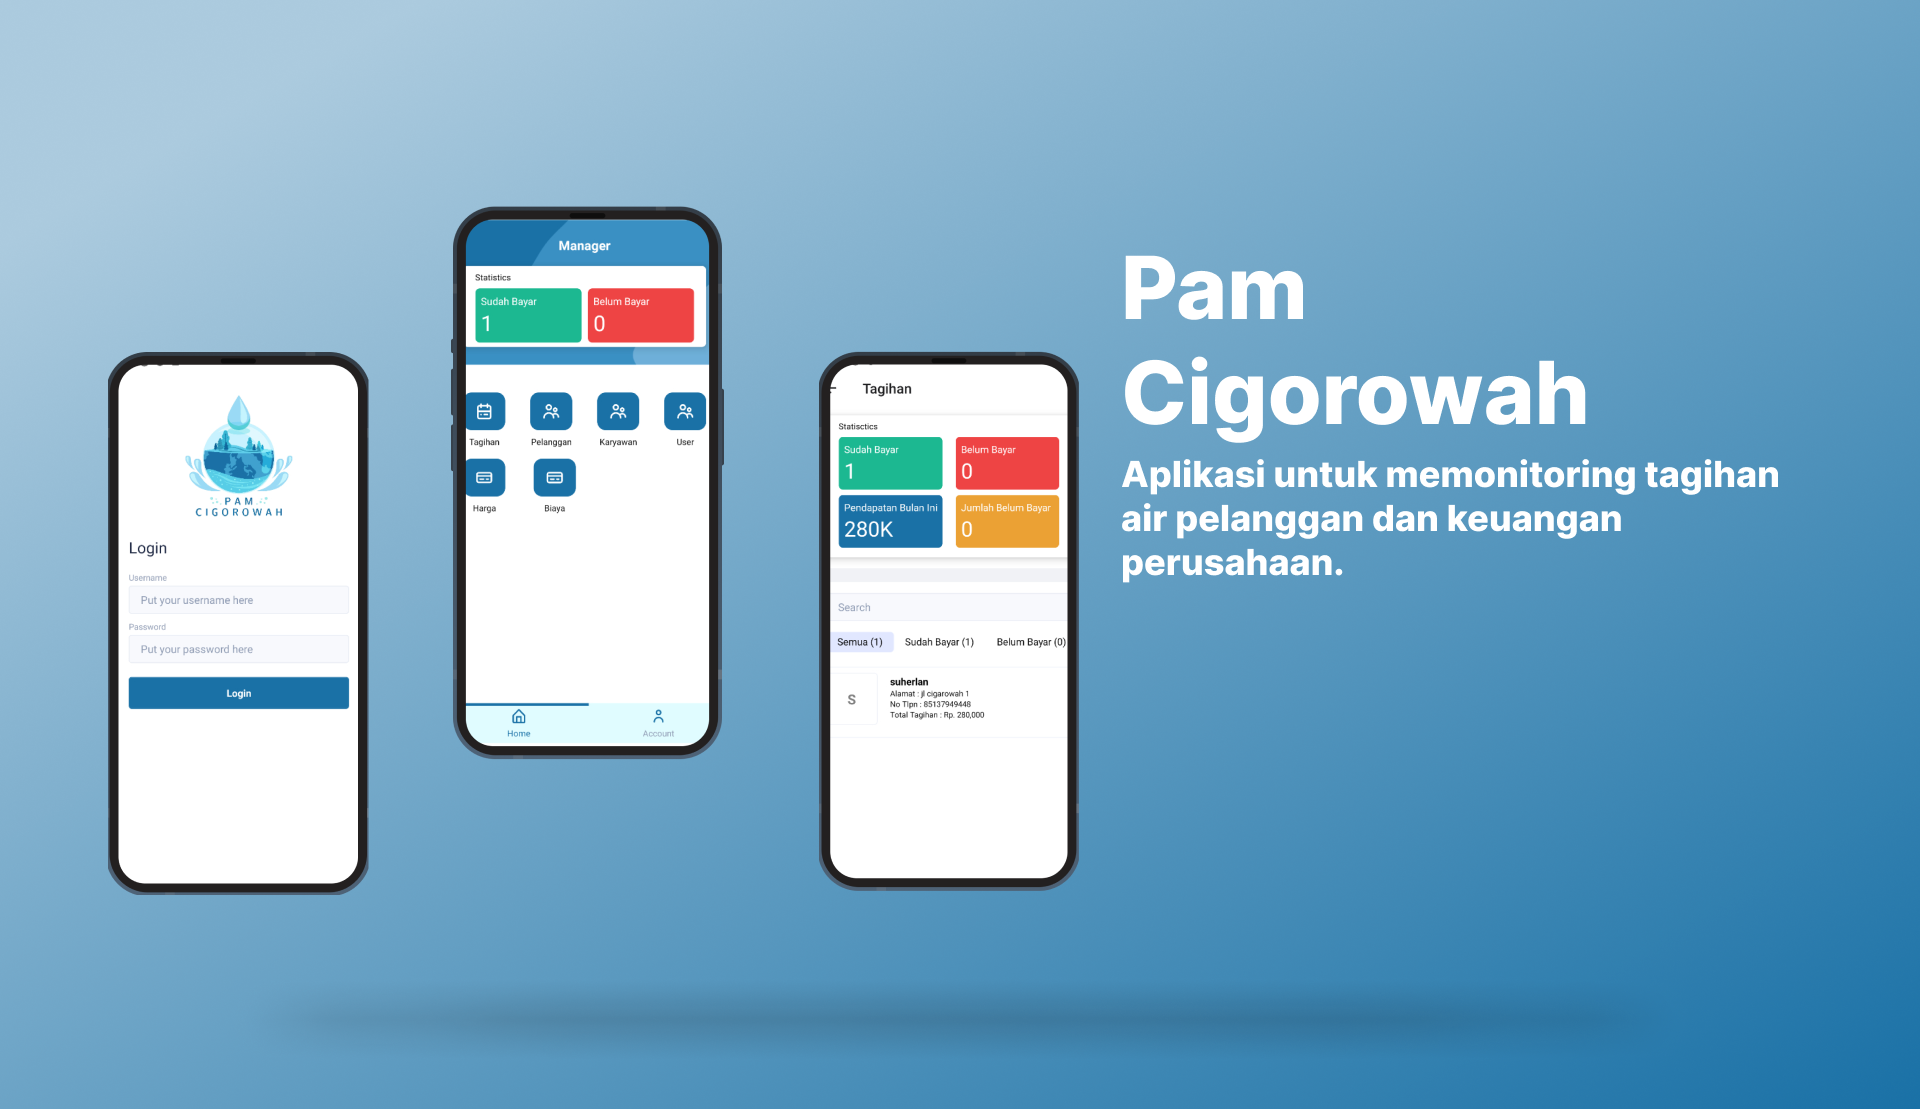 PAM
CIGOROWAH
Login
Username
Put your username here
Password
Put your password here
Login
Manager
Statistics
Sudah Bayar
1
Belum Bayar
0
Tagihan
Pelanggan
Karyawan
User
Harga
Biaya
Home
Account
Tagihan
Statisctics
Sudah Bayar
1
Belum Bayar
0
Pendapatan Bulan Ini
280K
Jumlah Belum Bayar
0
Search
Semua (1)
Sudah Bayar (1)
Belum Bayar (0)
S
suherlan
Alamat : jl cigarowah 1
No Tlpn : 85137949448
Total Tagihan : Rp. 280,000
Pam
Cigorowah
Aplikasi untuk memonitoring tagihan
air pelanggan dan keuangan
perusahaan.